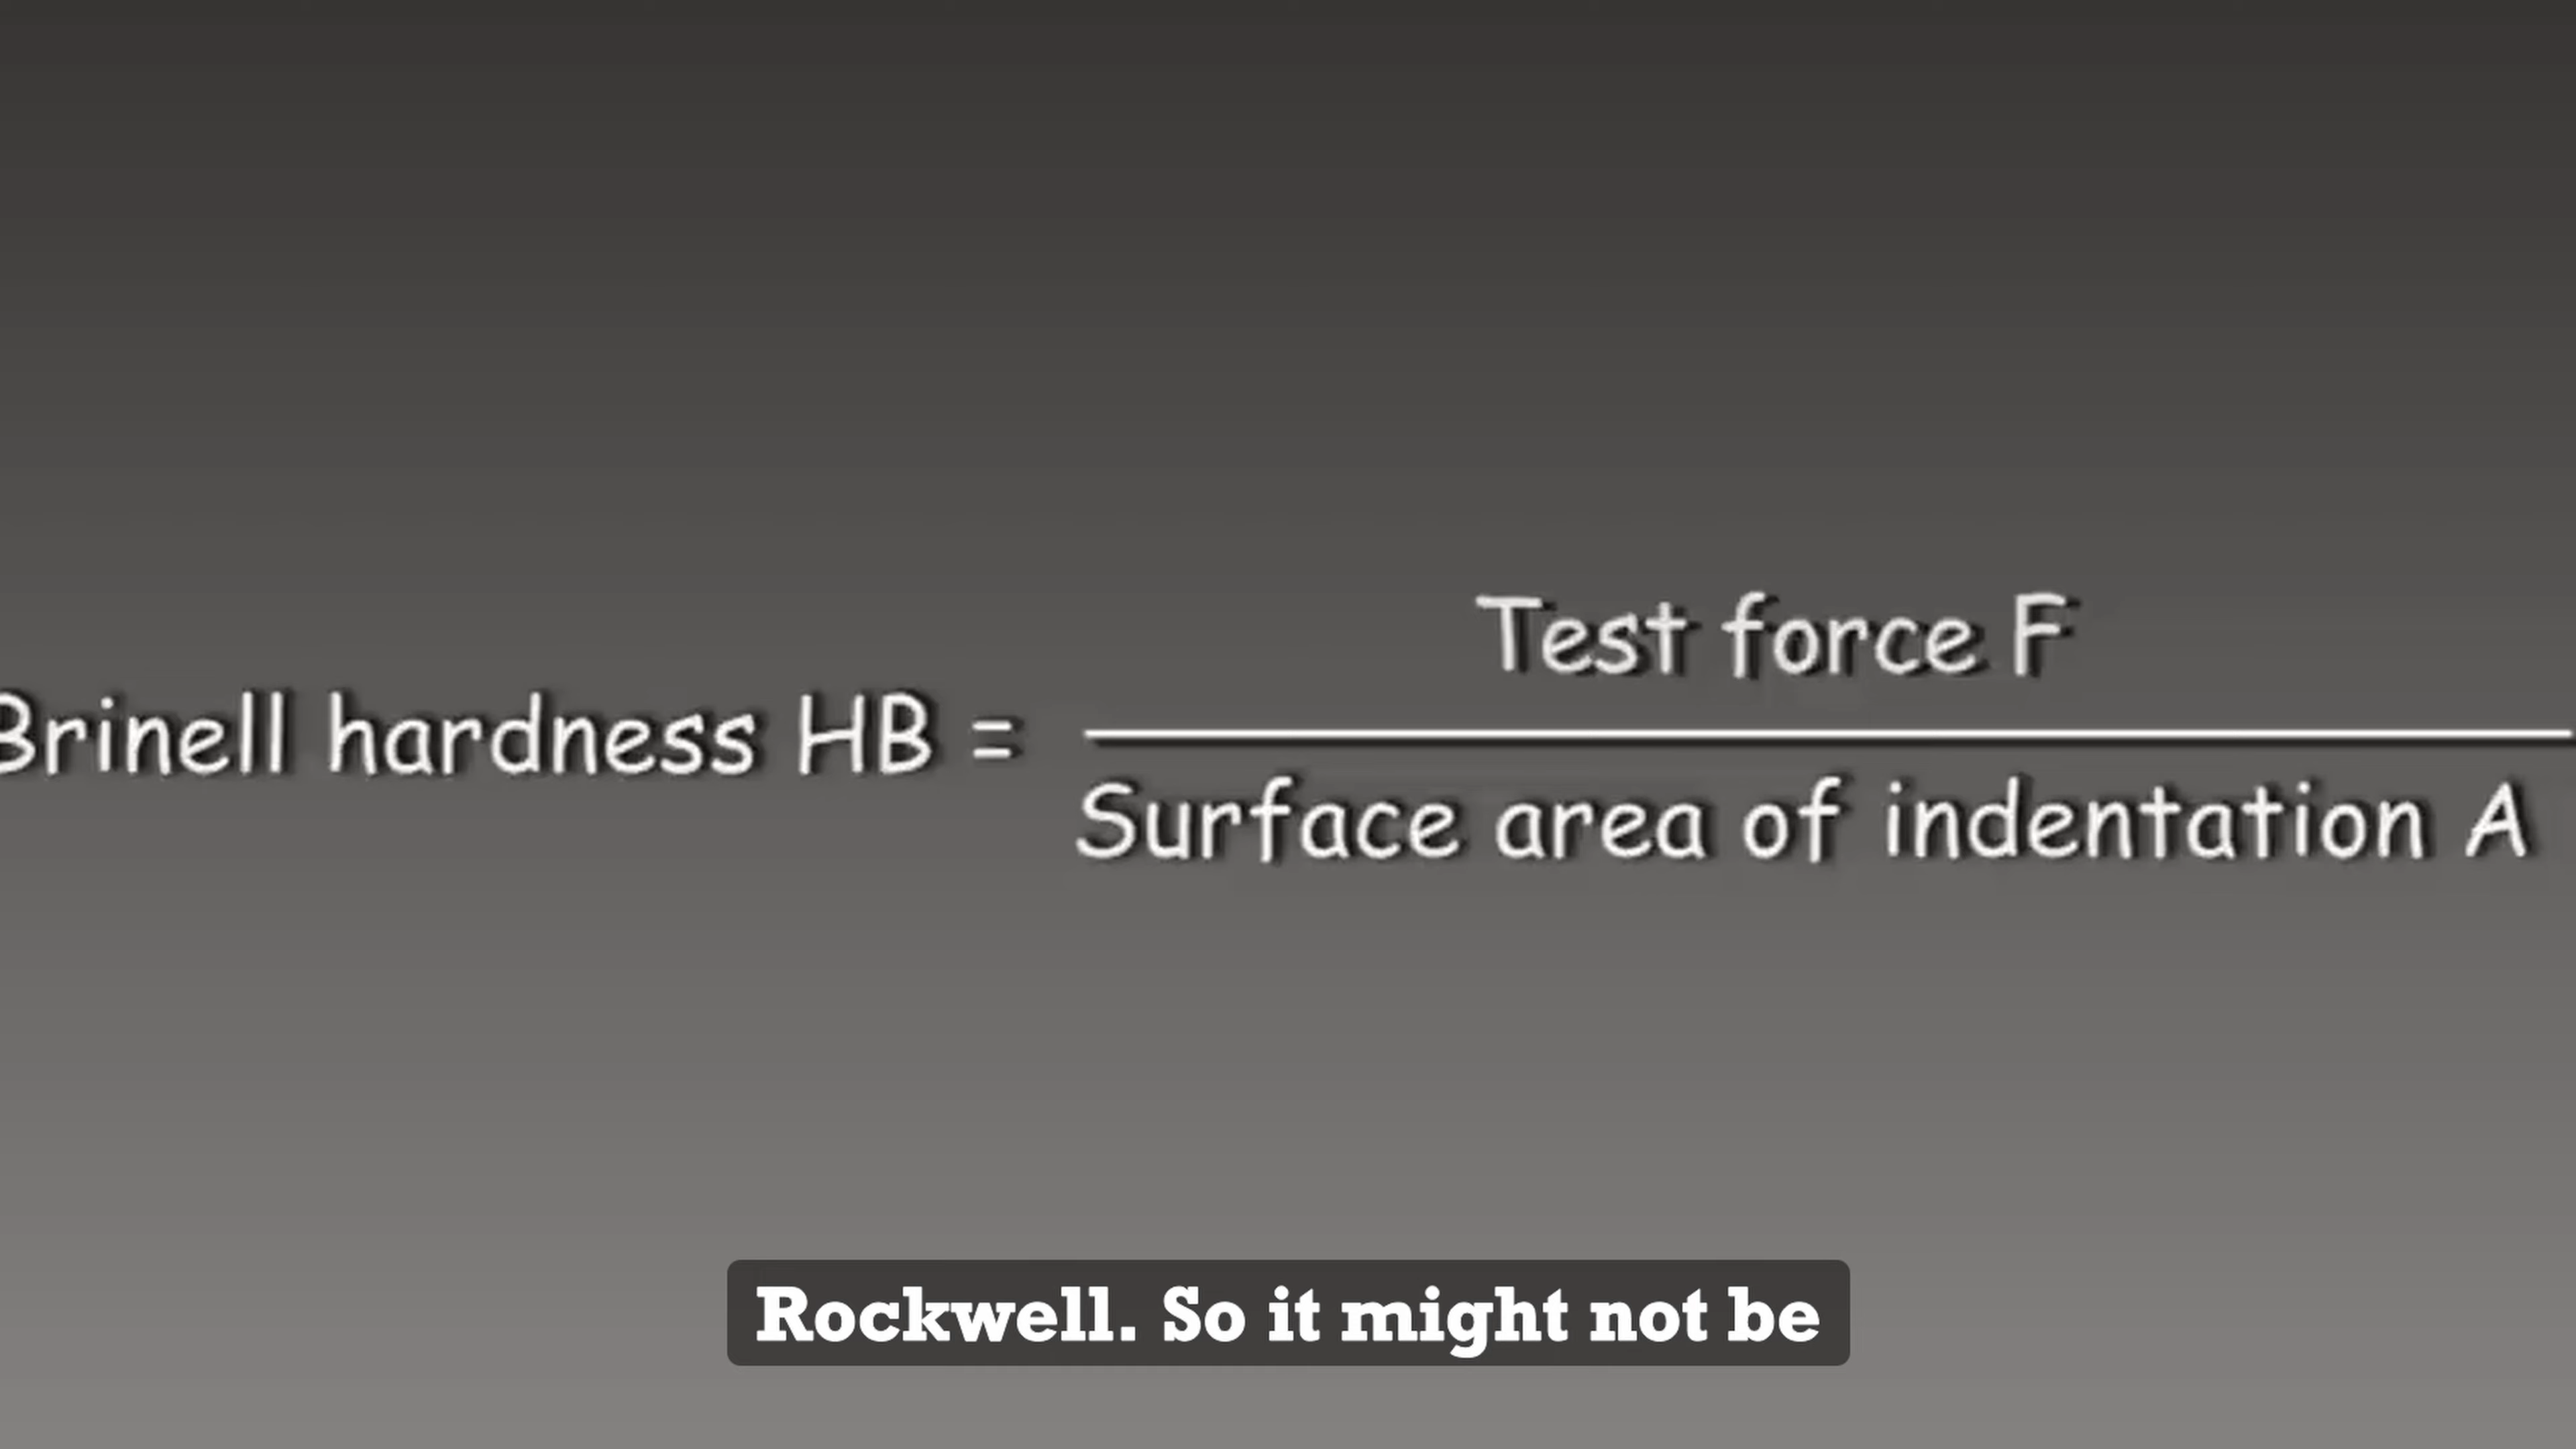 Test force F
Brinell hardness HB =
Surface area of indentation A
Rockwell. So it might not be